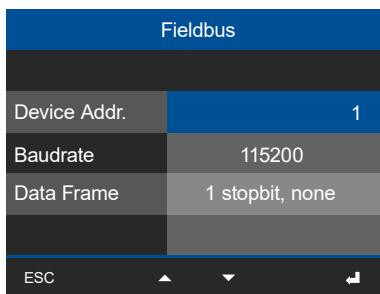 Fieldbus
Device Addr. 1
Baudrate 115200
Data Frame 1 stopbit, none
ESC